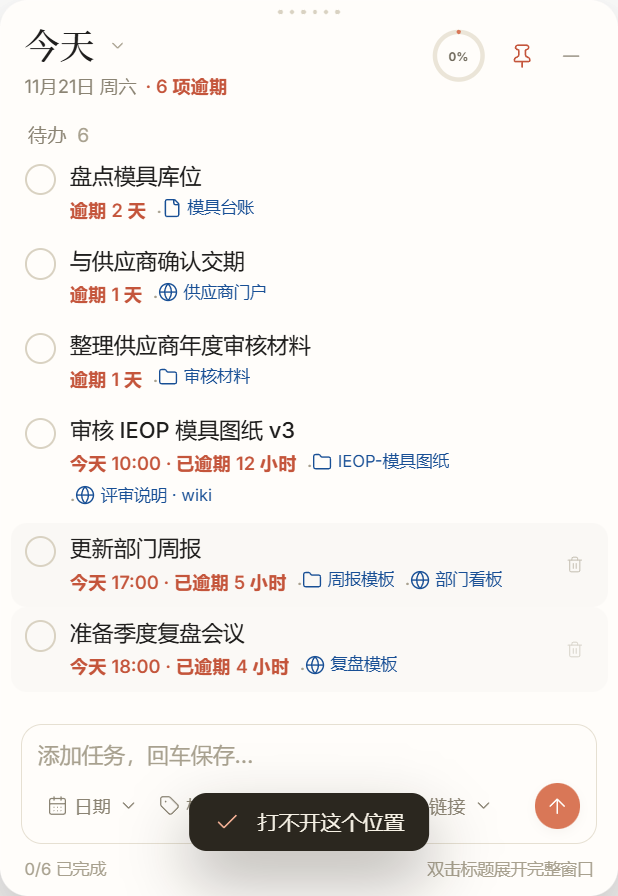 今天
0%
11月21日 周六 · 6 项逾期
待办 6
盘点模具库位
逾期 2 天 · 模具台账
与供应商确认交期
逾期 1 天 · 供应商门户
整理供应商年度审核材料
逾期 1 天 · 审核材料
审核 IEOP 模具图纸 v3
今天 10:00 · 已逾期 12 小时 · IEOP-模具图纸
· 评审说明 · wiki
更新部门周报
今天 17:00 · 已逾期 5 小时 · 周报模板 · 部门看板
准备季度复盘会议
今天 18:00 · 已逾期 4 小时 · 复盘模板
添加任务，回车保存...
日期 链接
打不开这个位置
0/6 已完成 双击标题展开完整窗口